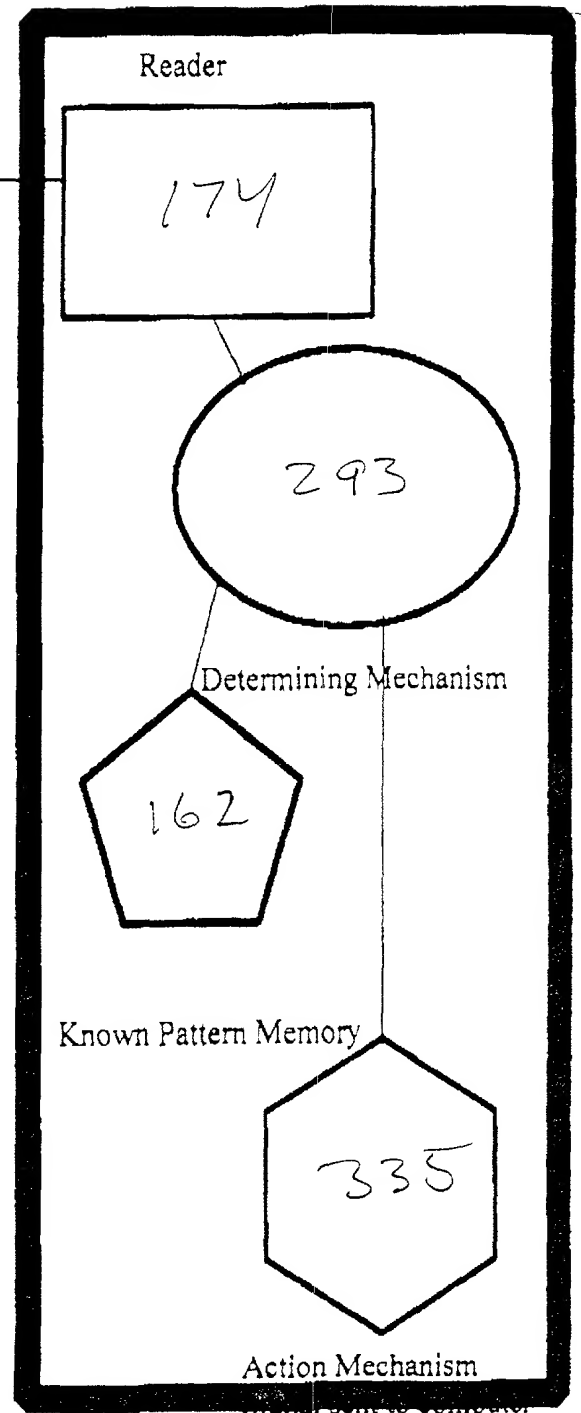 Reader
174
293
Determining Mechanism
162
Known Pattern Memory
335
Action Mechanism